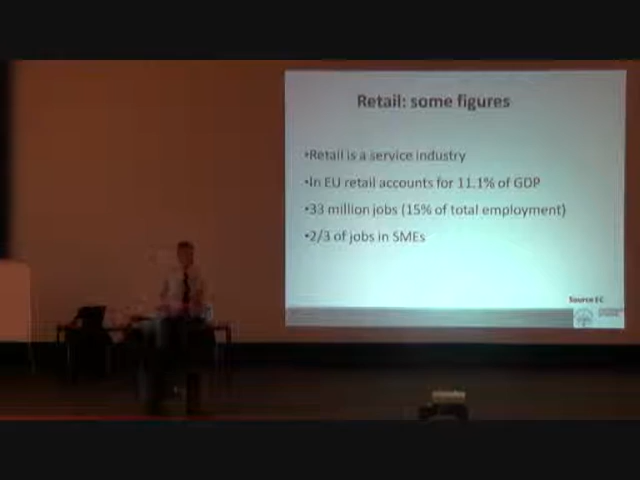 Retail: some figures
•Retail is a service industry
•In EU retail accounts for 11.1% of GDP
•33 million jobs (15% of total employment)
•2/3 of jobs in SMEs
Source EC